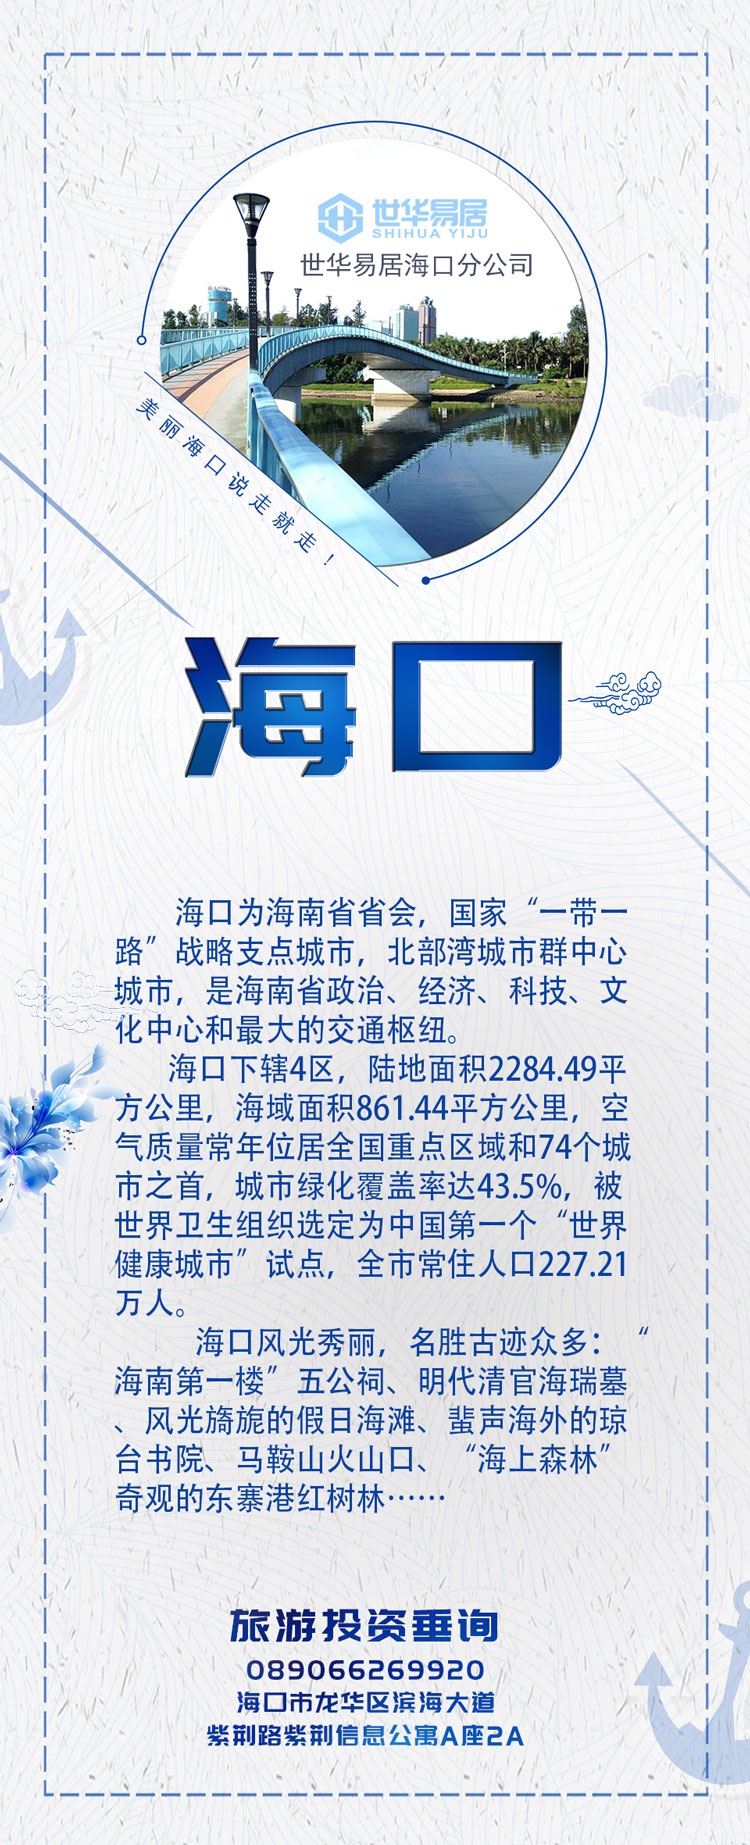 世华易居
SHIHUA YIJU
世华易居海口分公司
美丽海口说走就走！
海口
海口为海南省省会，国家“一带一
路”战略支点城市，北部湾城市群中心
城市，是海南省政治、经济、科技、文
化中心和最大的交通枢纽。
海口下辖4区，陆地面积2284.49平
方公里，海域面积861.44平方公里，空
气质量常年位居全国重点区域和74个城
市之首，城市绿化覆盖率达43.5%，被
世界卫生组织选定为中国第一个“世界
健康城市”试点，全市常住人口227.21
万人。
海口风光秀丽，名胜古迹众多：“
海南第一楼”五公祠、明代清官海瑞墓
、风光旖旎的假日海滩、蜚声海外的琼
台书院、马鞍山火山口、“海上森林”
奇观的东寨港红树林……
旅游投资垂询
089066269920
海口市龙华区滨海大道
紫荆路紫荆信息公寓A座2A